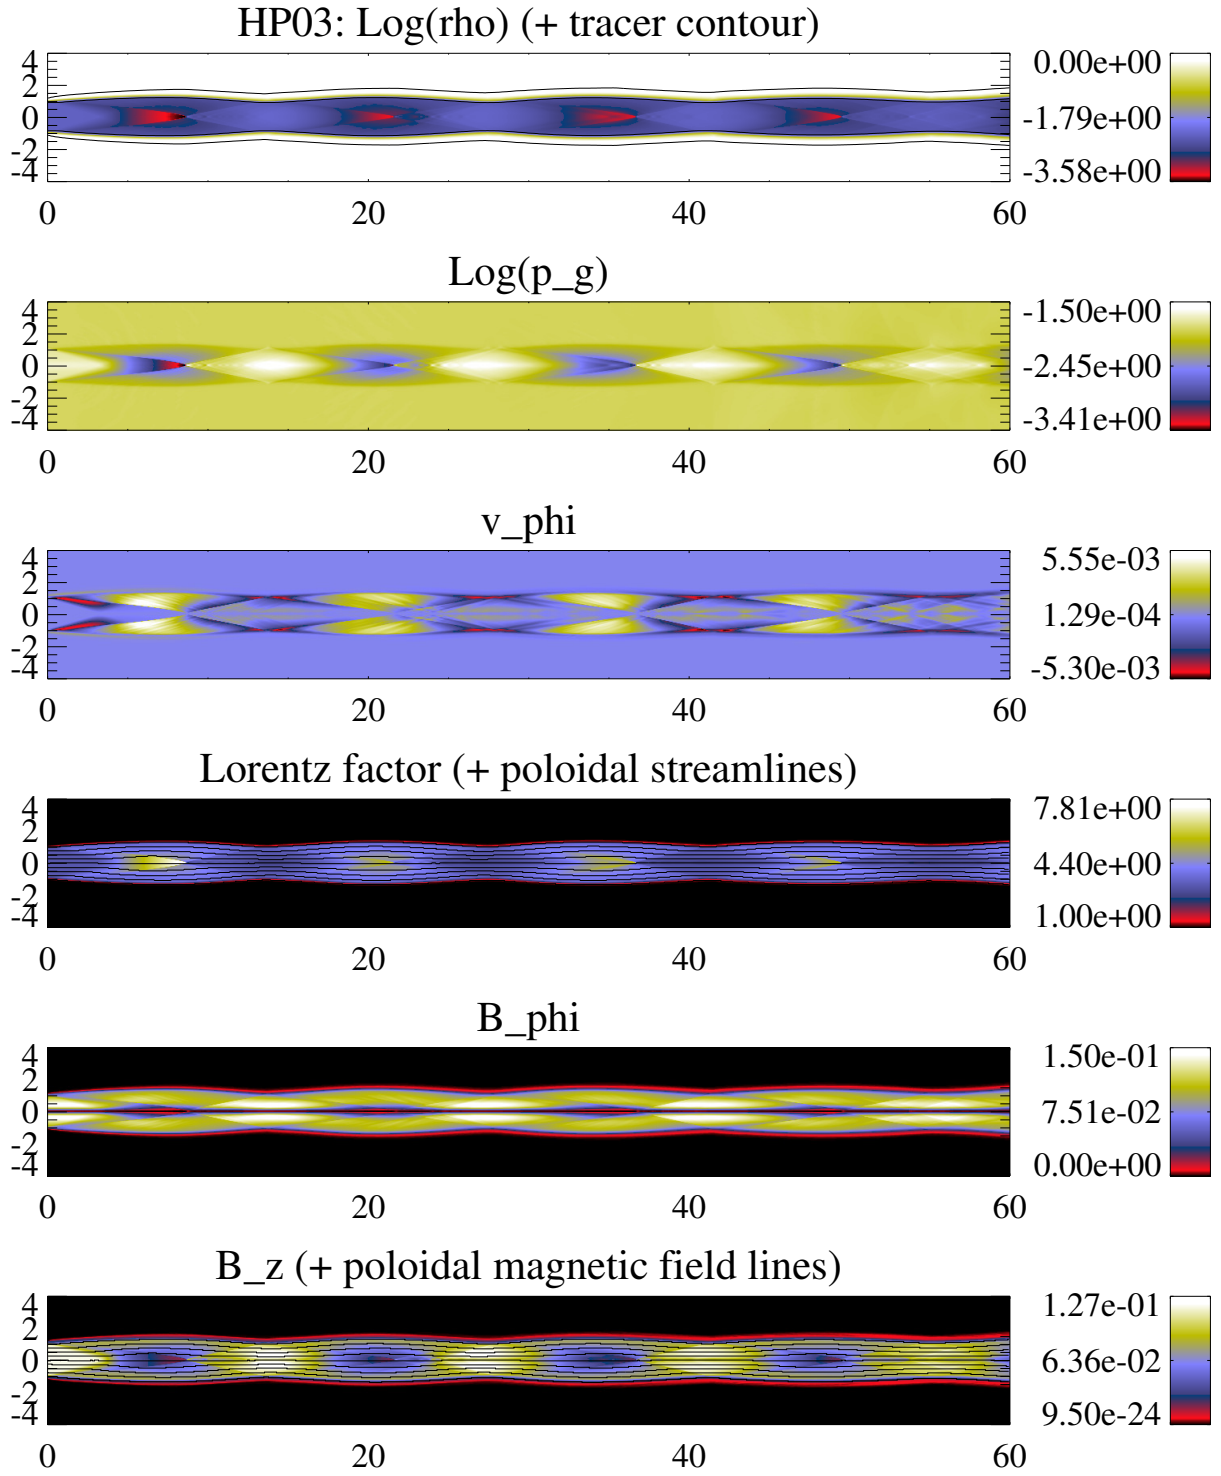 HP03: Log(rho) (+ tracer contour)
4
2
0
-2
-4
0 20 40 60
0.00e+00
-1.79e+00
-3.58e+00
Log(p_g)
4
2
0
-2
-4
0 20 40 60
-1.50e+00
-2.45e+00
-3.41e+00
v_phi
4
2
0
-2
-4
0 20 40 60
5.55e-03
1.29e-04
-5.30e-03
Lorentz factor (+ poloidal streamlines)
4
2
0
-2
-4
0 20 40 60
7.81e+00
4.40e+00
1.00e+00
B_phi
4
2
0
-2
-4
0 20 40 60
1.50e-01
7.51e-02
0.00e+00
B_z (+ poloidal magnetic field lines)
4
2
0
-2
-4
0 20 40 60
1.27e-01
6.36e-02
9.50e-24